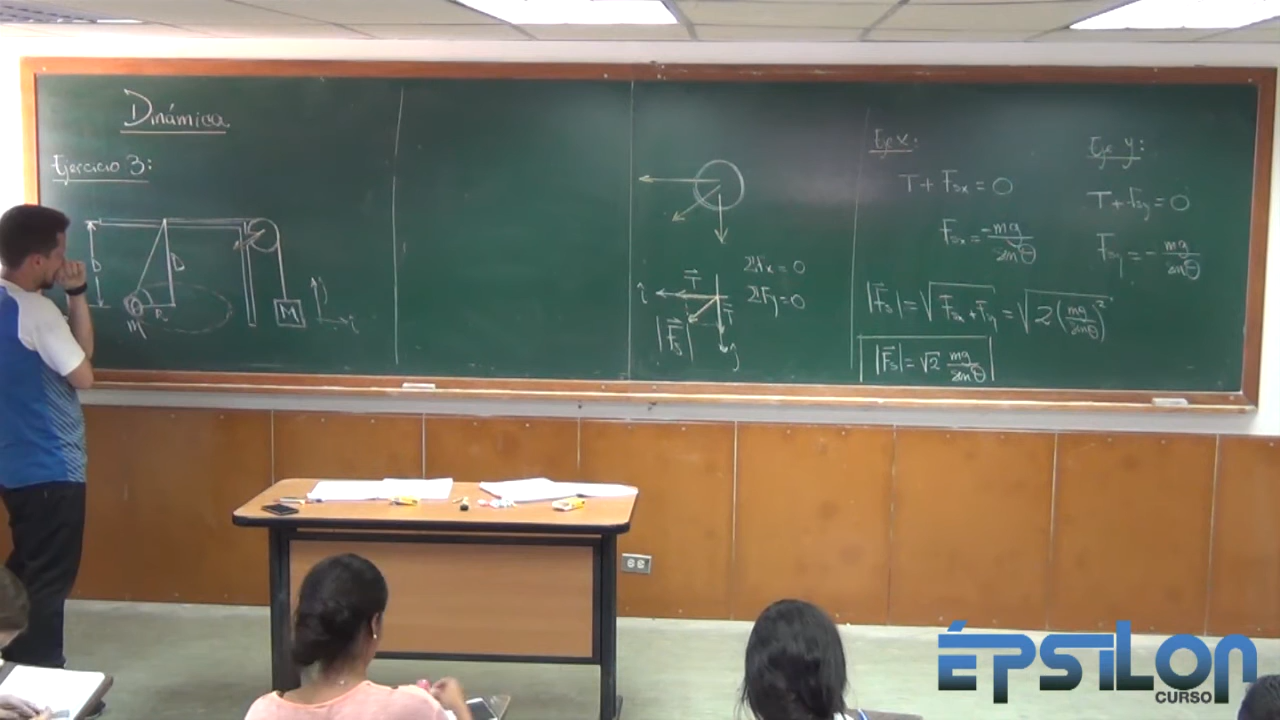 Dinámica
Ejercicio 3:
D
D
R
m
M
j
i
ΣFx = 0
ΣFy = 0
T
i
T
|Fs|
j
Eje x:
T + Fsx = 0
Fsx = -mg/senθ
Eje y:
T + Fsy = 0
Fsy = - mg/senθ
|Fs| = √Fsx + Fsy = √2(mg/senθ)²
|Fs| = √2 mg/senθ
ÉPSILON
CURSO